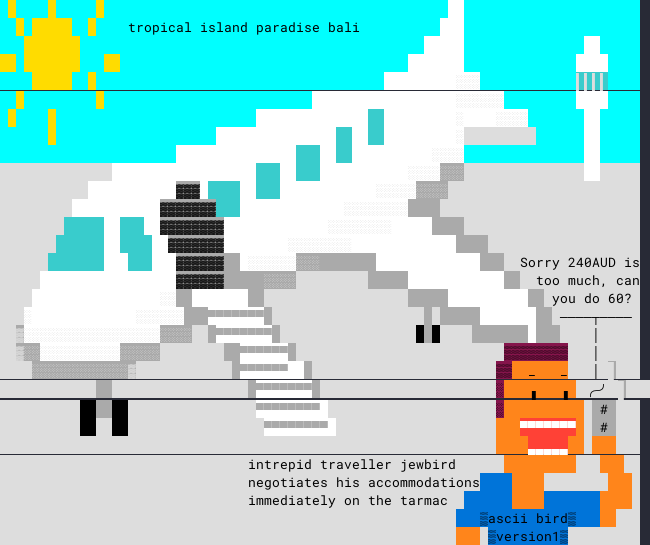 tropical island paradise bali
Sorry 240AUD is
too much, can
you do 60?
#
#
intrepid traveller jewbird
negotiates his accommodations
immediately on the tarmac
ascii bird
version1